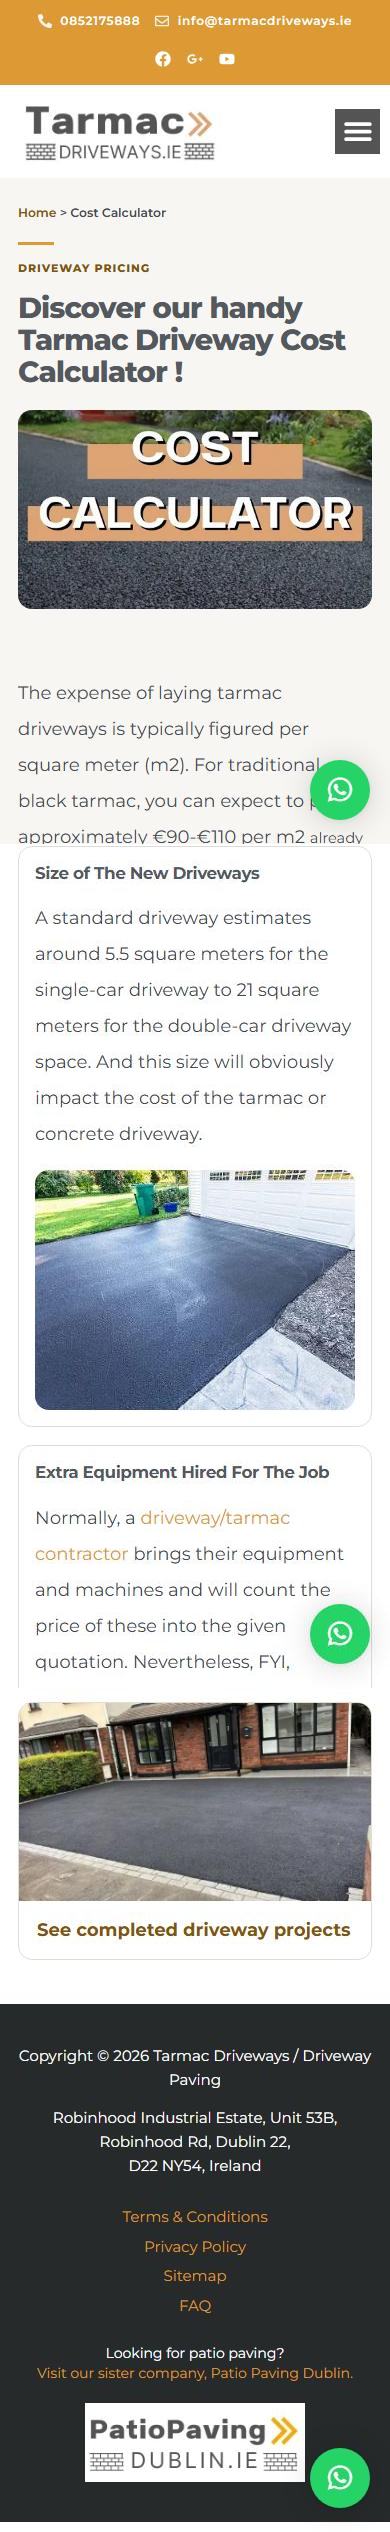 0852175888 info@tarmacdriveways.ie
Tarmac
DRIVEWAYS.IE
Home > Cost Calculator
DRIVEWAY PRICING
Discover our handy
Tarmac Driveway Cost
Calculator !
COST
CALCULATOR
The expense of laying tarmac
driveways is typically figured per
square meter (m2). For traditional
black tarmac, you can expect to
approximately €90-€110 per m2 already
Size of The New Driveways
A standard driveway estimates
around 5.5 square meters for the
single-car driveway to 21 square
meters for the double-car driveway
space. And this size will obviously
impact the cost of the tarmac or
concrete driveway.
Extra Equipment Hired For The Job
Normally, a driveway/tarmac
contractor brings their equipment
and machines and will count the
price of these into the given
quotation. Nevertheless, FYI,
See completed driveway projects
Copyright © 2026 Tarmac Driveways / Driveway
Paving
Robinhood Industrial Estate, Unit 53B,
Robinhood Rd, Dublin 22,
D22 NY54, Ireland
Terms & Conditions
Privacy Policy
Sitemap
FAQ
Looking for patio paving?
Visit our sister company, Patio Paving Dublin.
PatioPaving
DUBLIN.IE